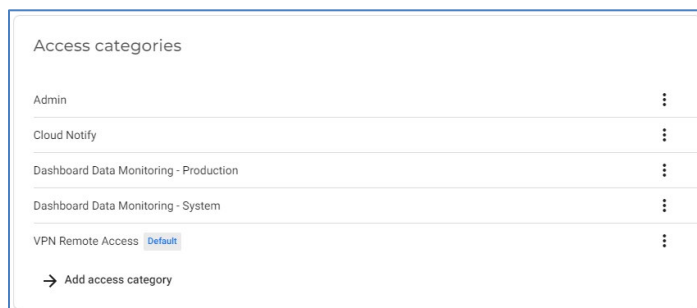 Access categories
Admin
Cloud Notify
Dashboard Data Monitoring - Production
Dashboard Data Monitoring - System
VPN Remote Access Default
Add access category